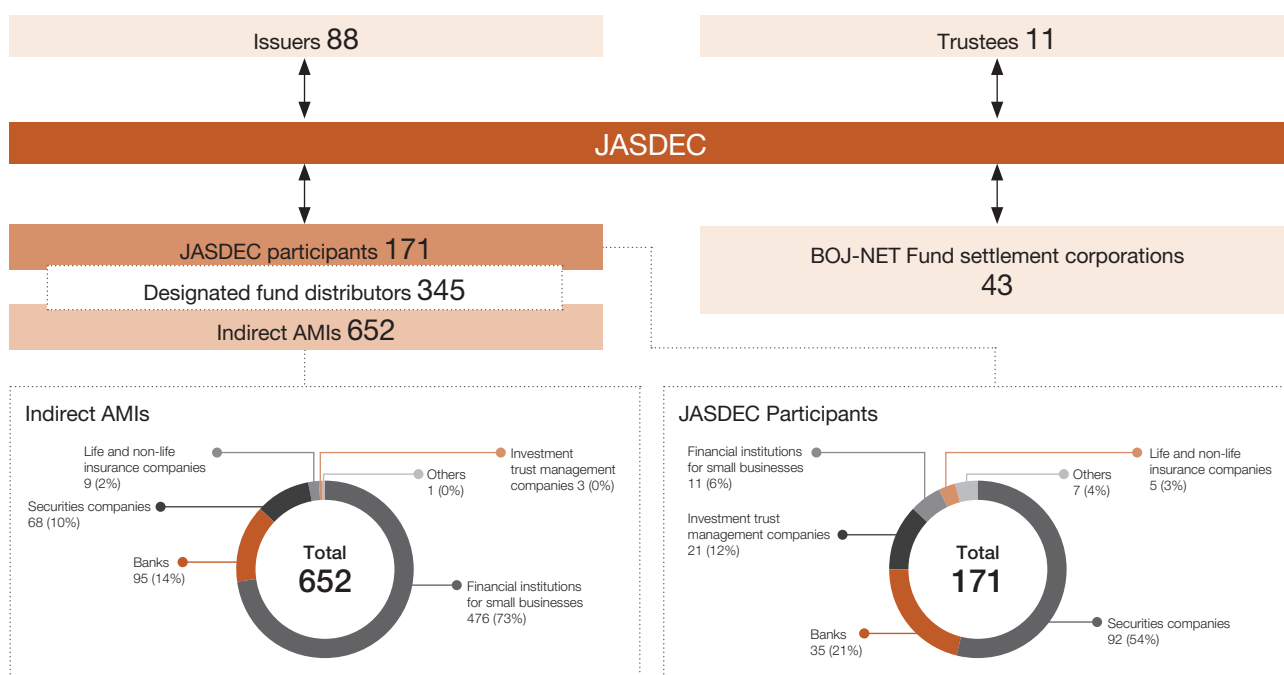 Issuers 88
Trustees 11
JASDEC
JASDEC participants 171
Designated fund distributors 345
Indirect AMIs 652
BOJ-NET Fund settlement corporations
43
Indirect AMIs
Life and non-life
insurance companies
9 (2%)
Investment
trust management
companies 3 (0%)
Others
1 (0%)
Securities companies
68 (10%)
Banks
95 (14%)
Total
652
Financial institutions
for small businesses
476 (73%)
JASDEC Participants
Financial institutions
for small businesses
11 (6%)
Life and non-life
insurance companies
5 (3%)
Others
7 (4%)
Investment trust
management companies
21 (12%)
Total
171
Banks
35 (21%)
Securities companies
92 (54%)